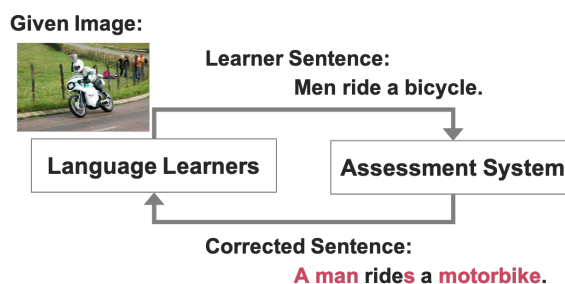 Given Image:
Learner Sentence:
Men ride a bicycle.
Language Learners
Assessment System
Corrected Sentence:
A man rides a motorbike.